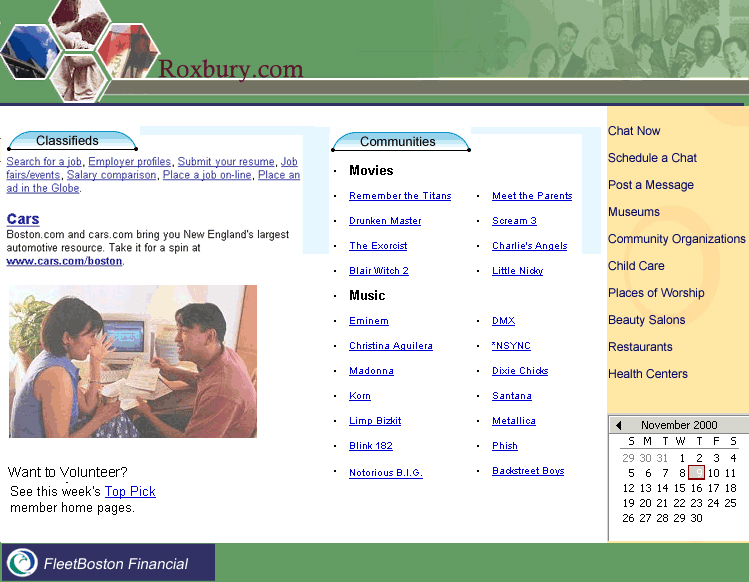 Roxbury.com
Classifieds
Search for a job, Employer profiles, Submit your resume, Job
fairs/events, Salary comparison, Place a job on-line, Place an
ad in the Globe.
Cars
Boston.com and cars.com bring you New England's largest
automotive resource. Take it for a spin at
www.cars.com/boston.
Want to Volunteer?
See this week's Top Pick
member home pages.
Communities
Movies
Remember the Titans
Meet the Parents
Drunken Master
Scream 3
The Exorcist
Charlie's Angels
Blair Witch 2
Little Nicky
Music
Eminem
DMX
Christina Aguilera
*NSYNC
Madonna
Dixie Chicks
Korn
Santana
Limp Bizkit
Metallica
Blink 182
Phish
Notorious B.I.G.
Backstreet Boys
Chat Now
Schedule a Chat
Post a Message
Museums
Community Organizations
Child Care
Places of Worship
Beauty Salons
Restaurants
Health Centers
November 2000
S M T W T F S
29 30 31 1 2 3 4
5 6 7 8 9 10 11
12 13 14 15 16 17 18
19 20 21 22 23 24 25
26 27 28 29 30
FleetBoston Financial